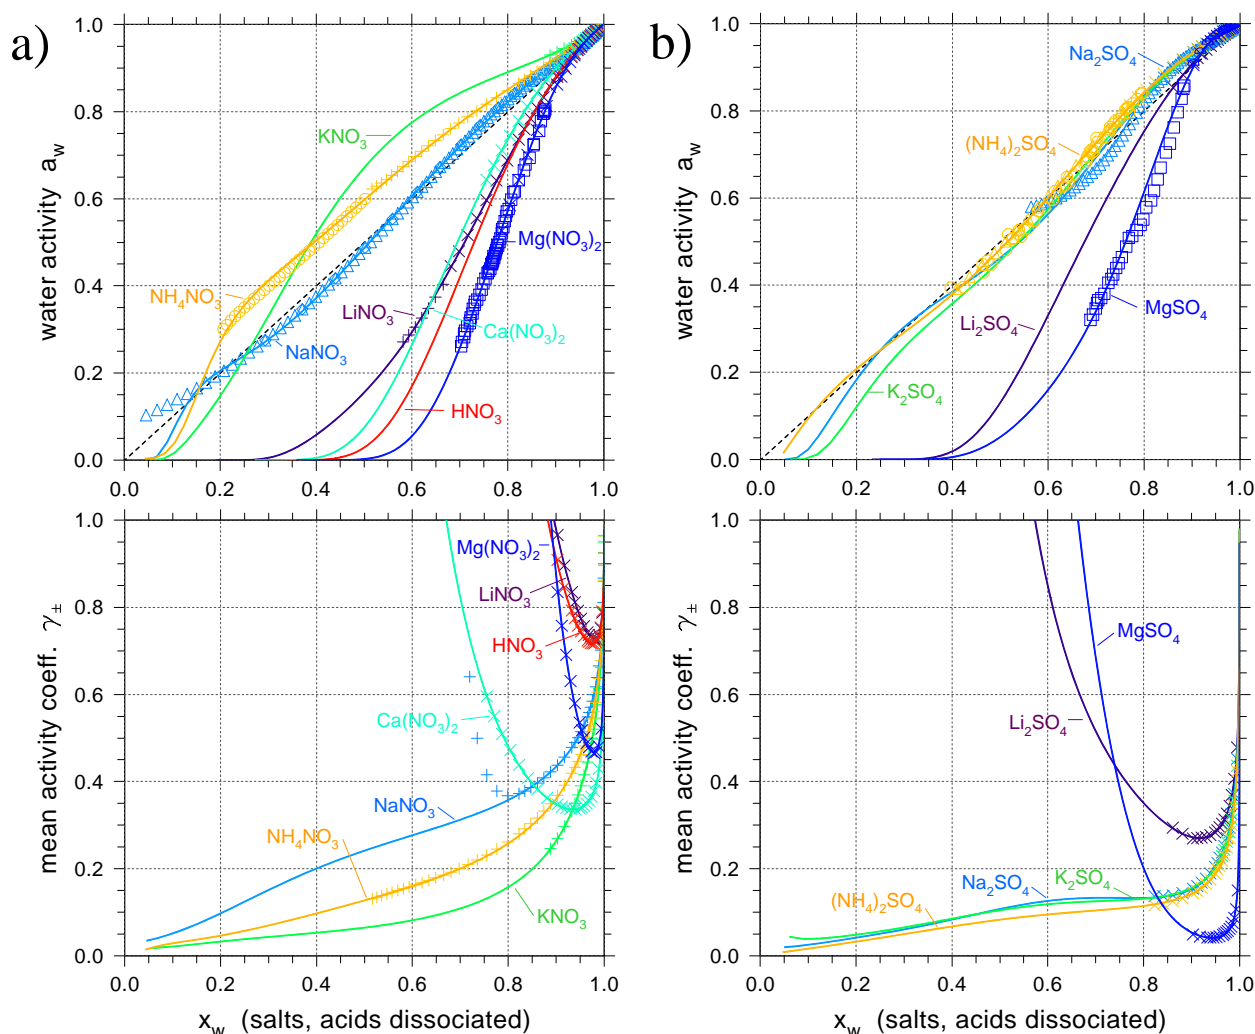 a)
1.0
0.8
0.6
0.4
0.2
0.0
water activity a_w
KNO₃
NH₄NO₃
NaNO₃
LiNO₃
Ca(NO₃)₂
HNO₃
Mg(NO₃)₂
0.0 0.2 0.4 0.6 0.8 1.0
b)
1.0
0.8
0.6
0.4
0.2
0.0
water activity a_w
Na₂SO₄
(NH₄)₂SO₄
Li₂SO₄
MgSO₄
K₂SO₄
0.0 0.2 0.4 0.6 0.8 1.0
1.0
0.8
0.6
0.4
0.2
0.0
mean activity coeff. γ±
Mg(NO₃)₂
LiNO₃
HNO₃
Ca(NO₃)₂
NaNO₃
NH₄NO₃
KNO₃
0.0 0.2 0.4 0.6 0.8 1.0
x_w (salts, acids dissociated)
1.0
0.8
0.6
0.4
0.2
0.0
mean activity coeff. γ±
MgSO₄
Li₂SO₄
Na₂SO₄
K₂SO₄
(NH₄)₂SO₄
0.0 0.2 0.4 0.6 0.8 1.0
x_w (salts, acids dissociated)